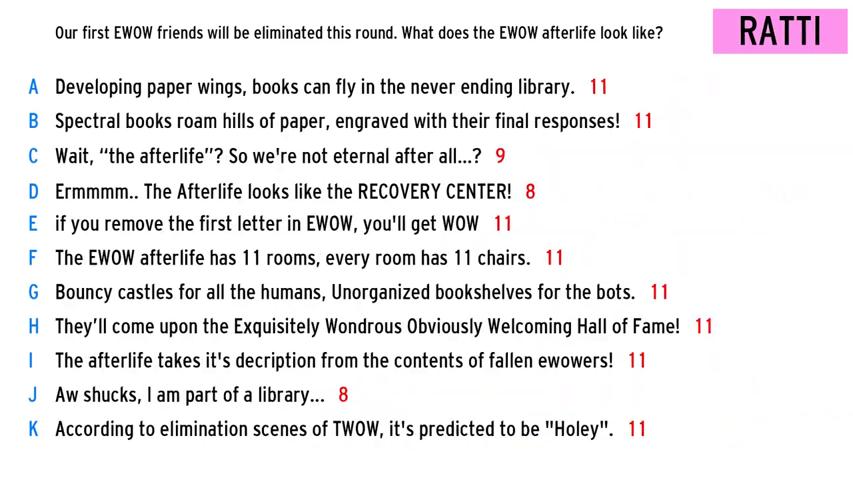 Our first EWOW friends will be eliminated this round. What does the EWOW afterlife look like?
RATTI
A Developing paper wings, books can fly in the never ending library. 11
B Spectral books roam hills of paper, engraved with their final responses! 11
C Wait, “the afterlife”? So we're not eternal after all...? 9
D Ermmmm.. The Afterlife looks like the RECOVERY CENTER! 8
E if you remove the first letter in EWOW, you'll get WOW 11
F The EWOW afterlife has 11 rooms, every room has 11 chairs. 11
G Bouncy castles for all the humans, Unorganized bookshelves for the bots. 11
H They’ll come upon the Exquisitely Wondrous Obviously Welcoming Hall of Fame! 11
I The afterlife takes it's decription from the contents of fallen ewowers! 11
J Aw shucks, I am part of a library... 8
K According to elimination scenes of TWOW, it's predicted to be "Holey". 11